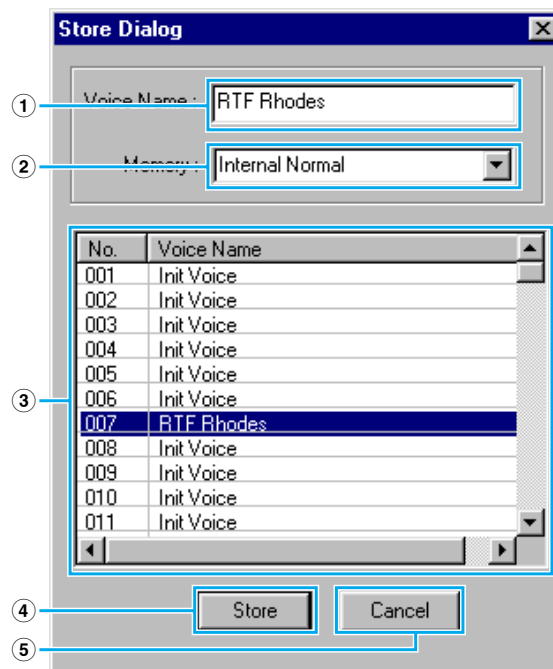 Store Dialog
① Voice Name : RTF Rhodes
② Memory : Internal Normal
③
No. Voice Name
001 Init Voice
002 Init Voice
003 Init Voice
004 Init Voice
005 Init Voice
006 Init Voice
007 RTF Rhodes
008 Init Voice
009 Init Voice
010 Init Voice
011 Init Voice
④ Store Cancel
⑤